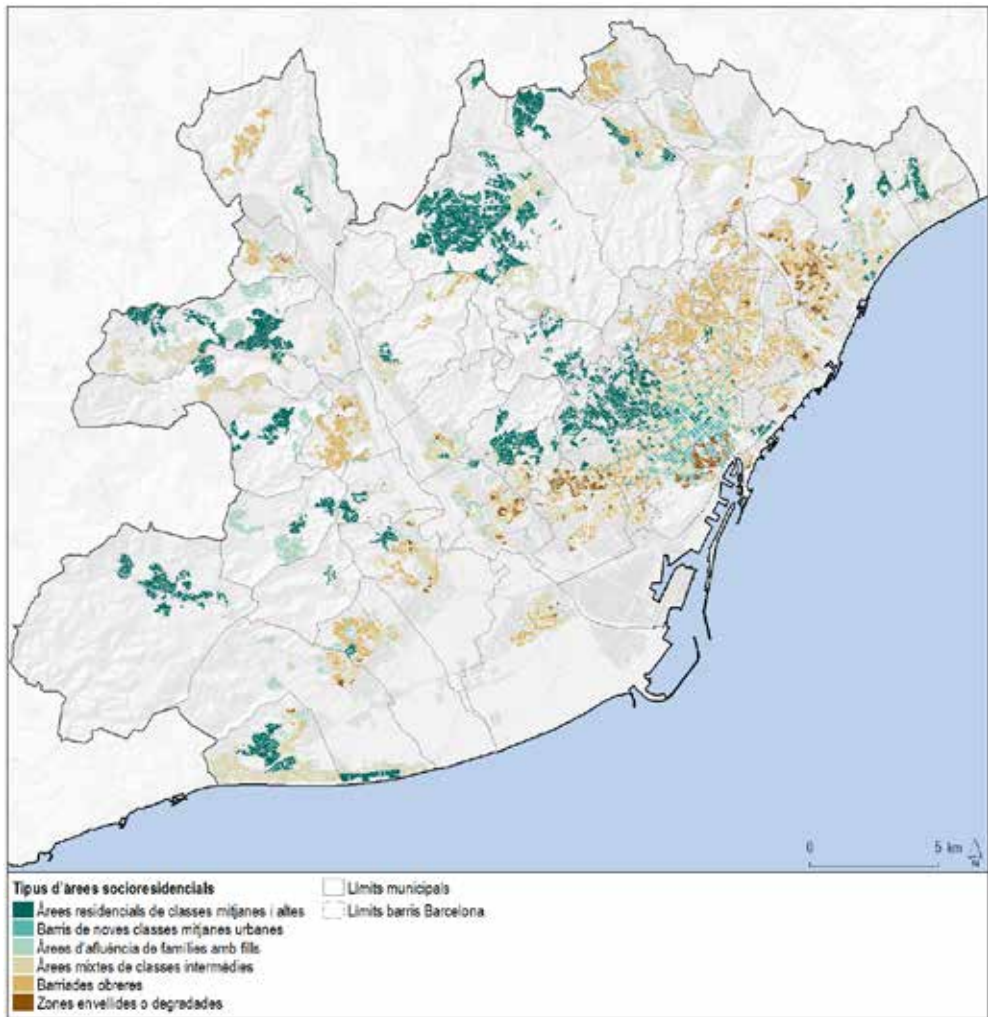 0 5 km
N
Tipus d'àrees socioresidencials
Àrees residencials de classes mitjanes i altes
Barris de noves classes mitjanes urbanes
Àrees d'afluència de famílies amb fills
Àrees mixtes de classes intermèdies
Barriades obreres
Zones envellides o degradades
Límits municipals
Límits barris Barcelona